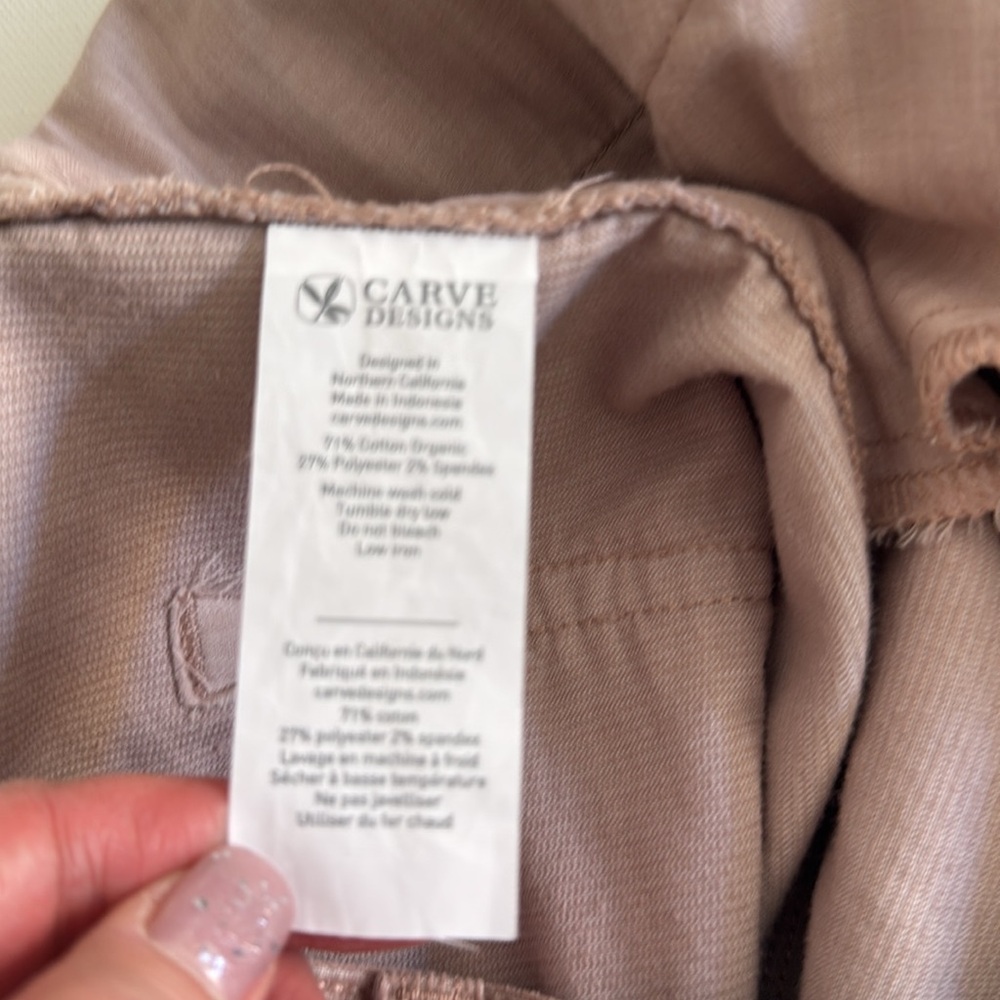 CARVE
DESIGNS
Designed in
Northern California
Made in Indonesia
carvedesigns.com
71% Cotton Organic
27% Polyester 2% Spandex
Machine wash cold
Tumble dry low
Do not bleach
Low iron
Conçu en Californie du Nord
Fabriqué en Indonésie
carvedesigns.com
71% coton
27% polyester 2% spandex
Lavage en machine à froid
Sécher à basse température
Ne pas javelliser
Utiliser du fer chaud